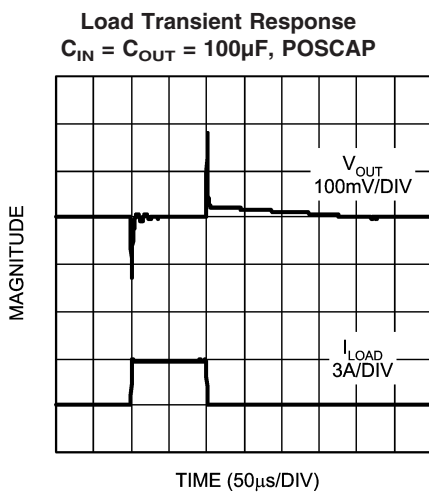 Load Transient Response
C_IN = C_OUT = 100µF, POSCAP
V_OUT
100mV/DIV
MAGNITUDE
I_LOAD
3A/DIV
TIME (50µs/DIV)